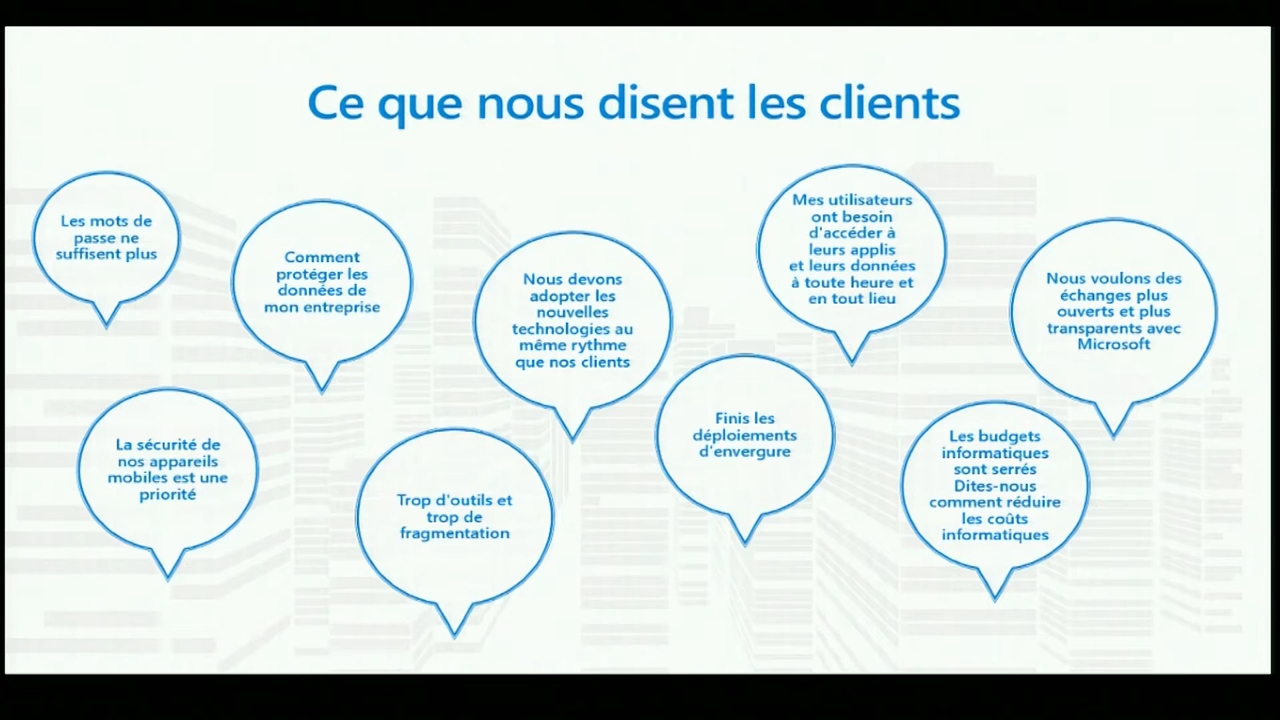 Ce que nous disent les clients
Les mots de
passe ne
suffisent plus
Comment
protéger les
données de
mon entreprise
Nous devons
adopter les
nouvelles
technologies au
même rythme
que nos clients
Mes utilisateurs
ont besoin
d'accéder à
leurs applis
et leurs données
à toute heure et
en tout lieu
Nous voulons des
échanges plus
ouverts et plus
transparents avec
Microsoft
La sécurité de
nos appareils
mobiles est une
priorité
Trop d'outils et
trop de
fragmentation
Finis les
déploiements
d'envergure
Les budgets
informatiques
sont serrés
Dites-nous
comment réduire
les coûts
informatiques